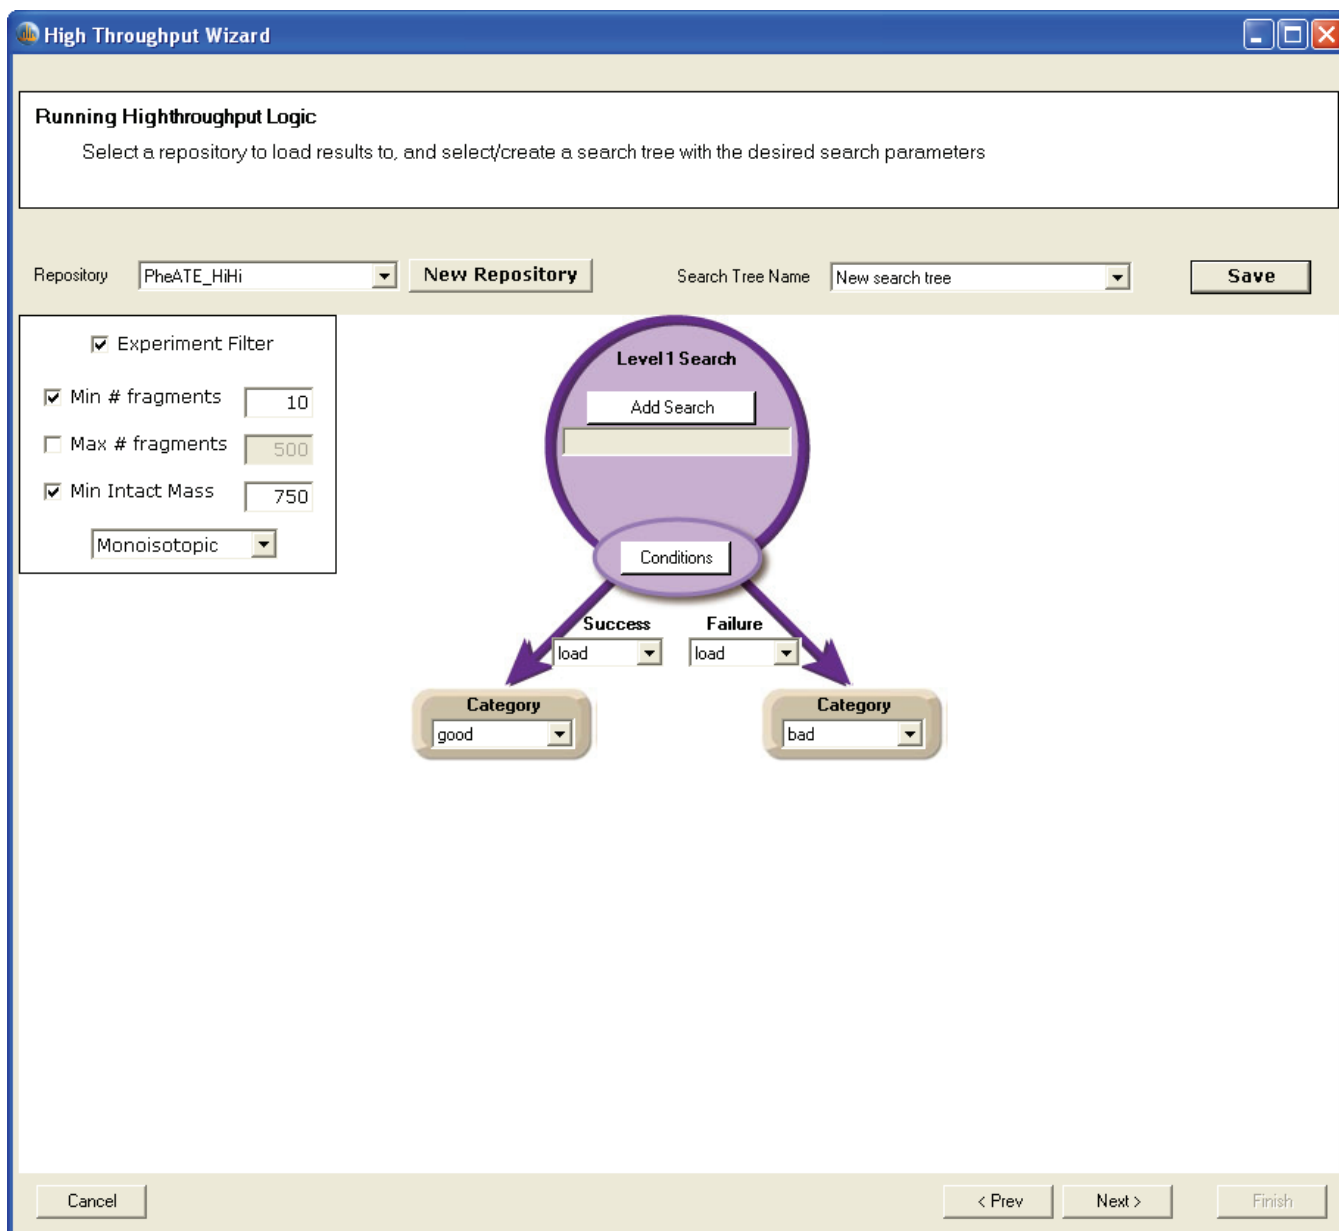 High Throughput Wizard
Running Highthroughput Logic
Select a repository to load results to, and select/create a search tree with the desired search parameters
Repository PheATE_HiHi New Repository Search Tree Name New search tree Save
Experiment Filter
Min # fragments 10
Max # fragments 500
Min Intact Mass 750
Monoisotopic
Level 1 Search
Add Search
Conditions
Success Failure
load load
Category Category
good bad
Cancel < Prev Next > Finish